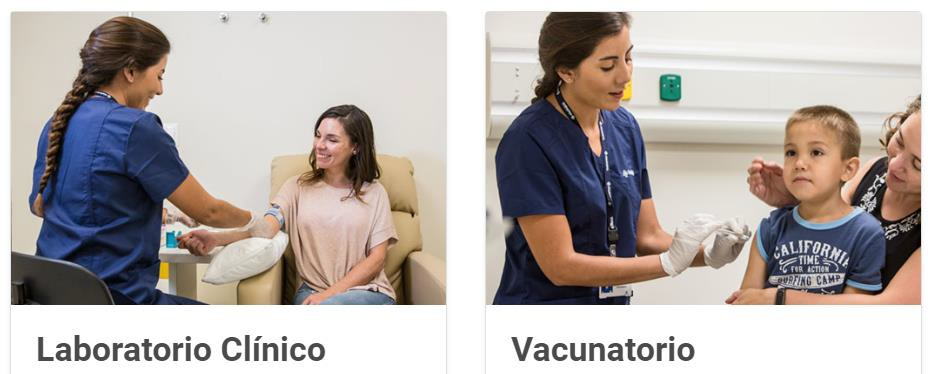 Laboratorio Clínico
Vacunatorio
CALIFORNIA
TIME
FOR ACTION
SURFING CAMP